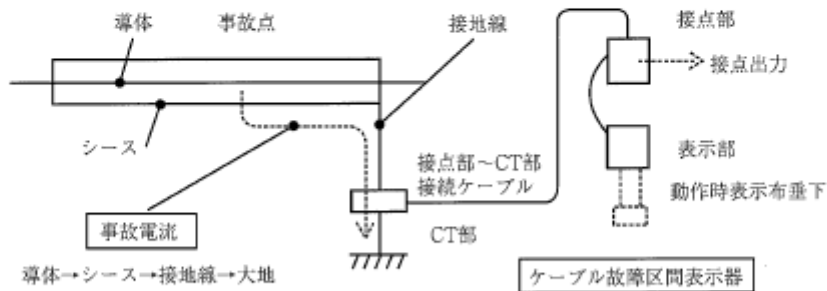 導体
事故点
接地線
接点部
接点出力
シース
接点部~CT部
接続ケーブル
表示部
動作時表示布垂下
事故電流
CT部
導体→シース→接地線→大地
ケーブル故障区間表示器